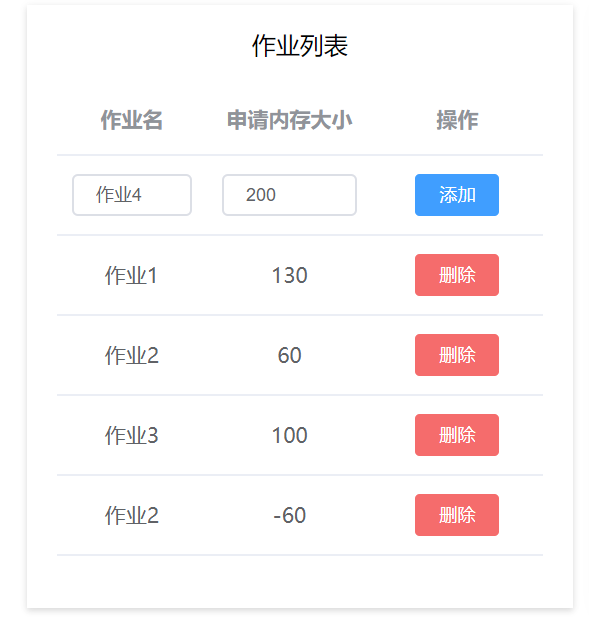 作业列表
作业名 申请内存大小 操作
作业4 200 添加
作业1 130 删除
作业2 60 删除
作业3 100 删除
作业2 -60 删除